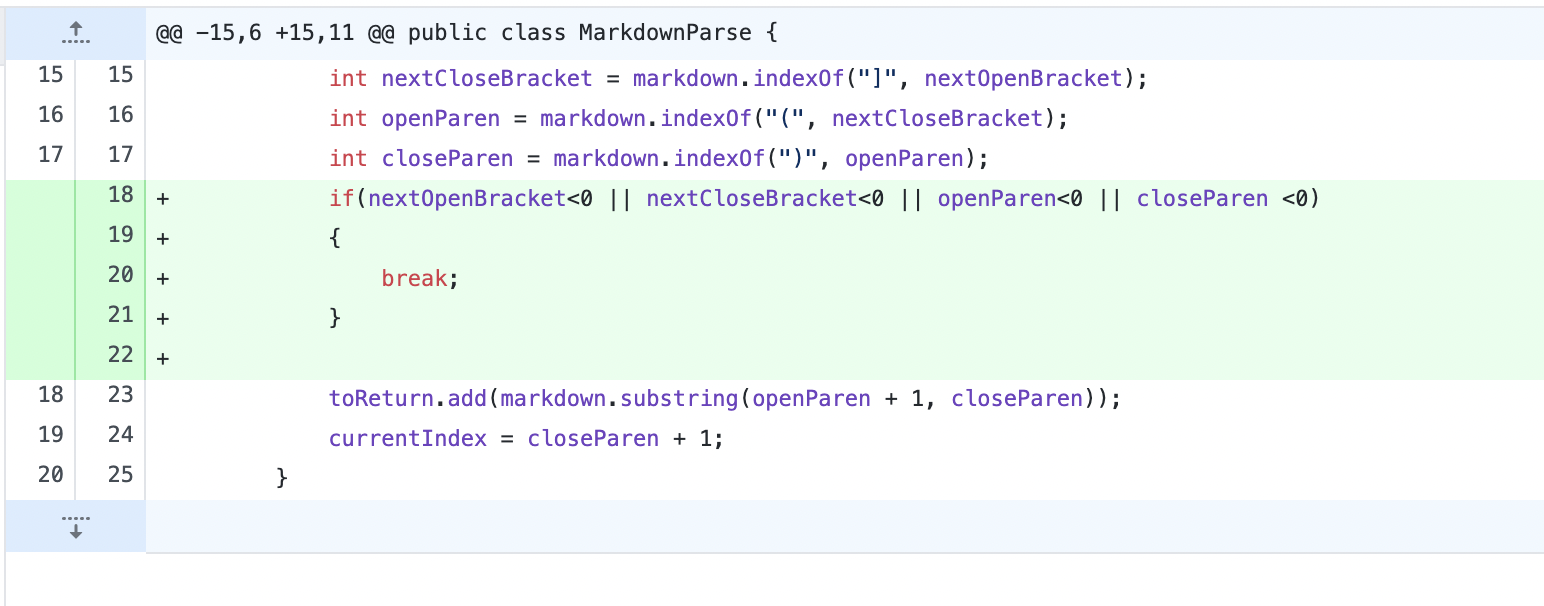 @@ -15,6 +15,11 @@ public class MarkdownParse {
15 15 int nextCloseBracket = markdown.indexOf("]", nextOpenBracket);
16 16 int openParen = markdown.indexOf("(", nextCloseBracket);
17 17 int closeParen = markdown.indexOf(")", openParen);
18 + if(nextOpenBracket<0 || nextCloseBracket<0 || openParen<0 || closeParen <0)
19 + {
20 + break;
21 + }
22 +
18 23 toReturn.add(markdown.substring(openParen + 1, closeParen));
19 24 currentIndex = closeParen + 1;
20 25 }